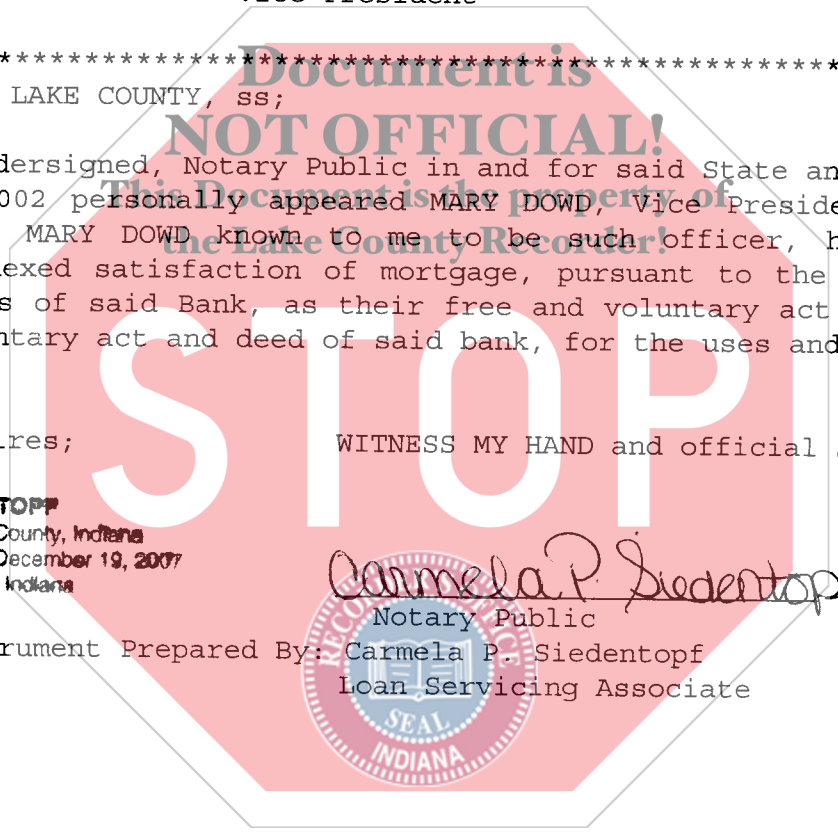 Vice President
**************************************************
Document is
LAKE COUNTY, ss;
NOT OFFICIAL!
dersigned, Notary Public in and for said State an
This Document is the property of
002 personally appeared MARY DOWD, Vice Preside
MARY DOWD known to me to be such officer, h
the Lake County Recorder!
exed satisfaction of mortgage, pursuant to the
s of said Bank, as their free and voluntary act
ntary act and deed of said bank, for the uses and
STOP
ires; WITNESS MY HAND and official
TOPF
County, Indiana
December 19, 2007
Indiana
Carmela P. Siedentop
Notary Public
rument Prepared By: Carmela P. Siedentopf
Loan Servicing Associate
RECORDER'S OFFICE
SEAL
INDIANA